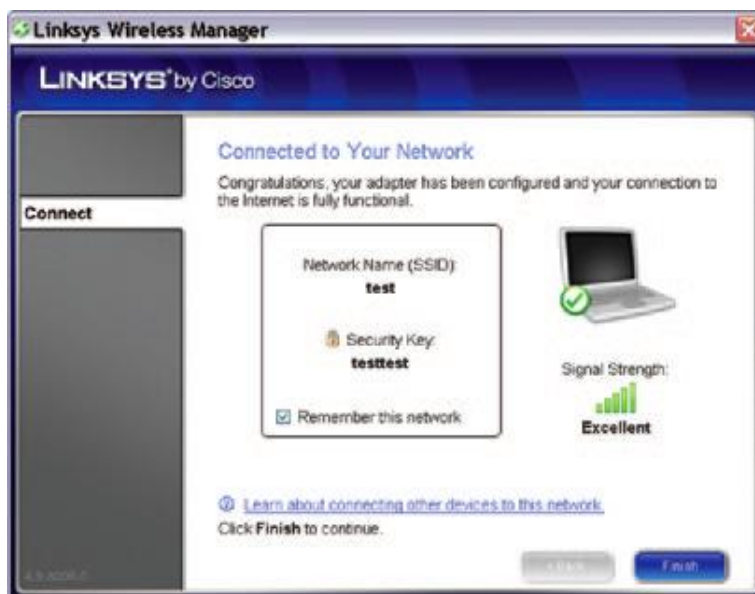 Linksys Wireless Manager
LINKSYS® by Cisco
Connected to Your Network
Congratulations, your adapter has been configured and your connection to
the Internet is fully functional.
Connect
Network Name (SSID):
test
Security Key:
testtest
Remember this network
Signal Strength:
Excellent
Learn about connecting other devices to this network.
Click Finish to continue.
Finish